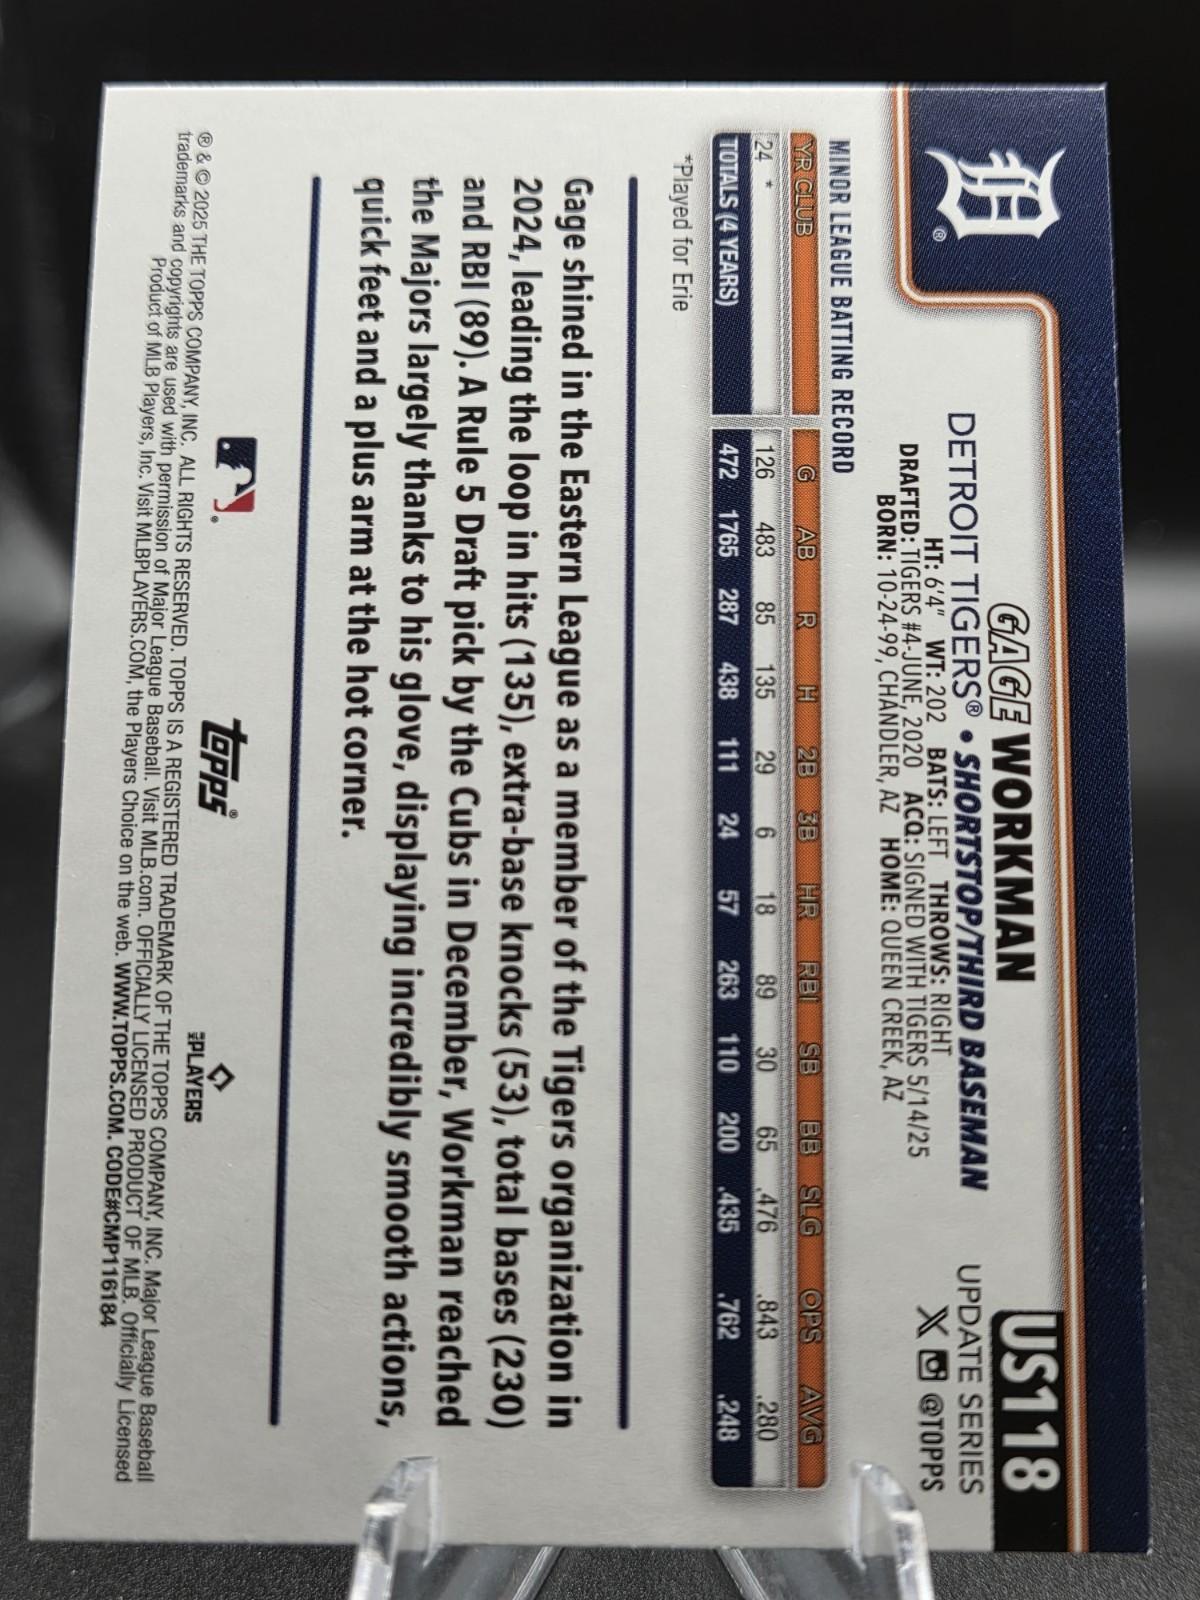 US118
UPDATE SERIES
X @TOPPS
GAGE WORKMAN
DETROIT TIGERS® • SHORTSTOP/THIRD BASEMAN
HT: 6'4" WT: 202 BATS: LEFT THROWS: RIGHT
DRAFTED: TIGERS #4-JUNE, 2020 ACQ: SIGNED WITH TIGERS 5/14/25
BORN: 10-24-99, CHANDLER, AZ HOME: QUEEN CREEK, AZ
D®
MINOR LEAGUE BATTING RECORD
YR CLUB G AB R H 2B 3B HR RBI SB BB SLG OPS AVG
24 * 126 483 85 135 29 6 18 89 30 65 .476 .843 .280
TOTALS (4 YEARS) 472 1765 287 438 111 24 57 263 110 200 .435 .762 .248
*Played for Erie
Gage shined in the Eastern League as a member of the Tigers organization in
2024, leading the loop in hits (135), extra-base knocks (53), total bases (230)
and RBI (89). A Rule 5 Draft pick by the Cubs in December, Workman reached
the Majors largely thanks to his glove, displaying incredibly smooth actions,
quick feet and a plus arm at the hot corner.
topps®
MLB PLAYERS
® & © 2025 THE TOPPS COMPANY, INC. ALL RIGHTS RESERVED. TOPPS IS A REGISTERED TRADEMARK OF THE TOPPS COMPANY, INC. Major League Baseball
trademarks and copyrights are used with permission of Major League Baseball. Visit MLB.com. OFFICIALLY LICENSED PRODUCT OF MLB. Officially Licensed
Product of MLB Players, Inc. Visit MLBPLAYERS.COM, the Players Choice on the web. WWW.TOPPS.COM. CODE#CMP116184